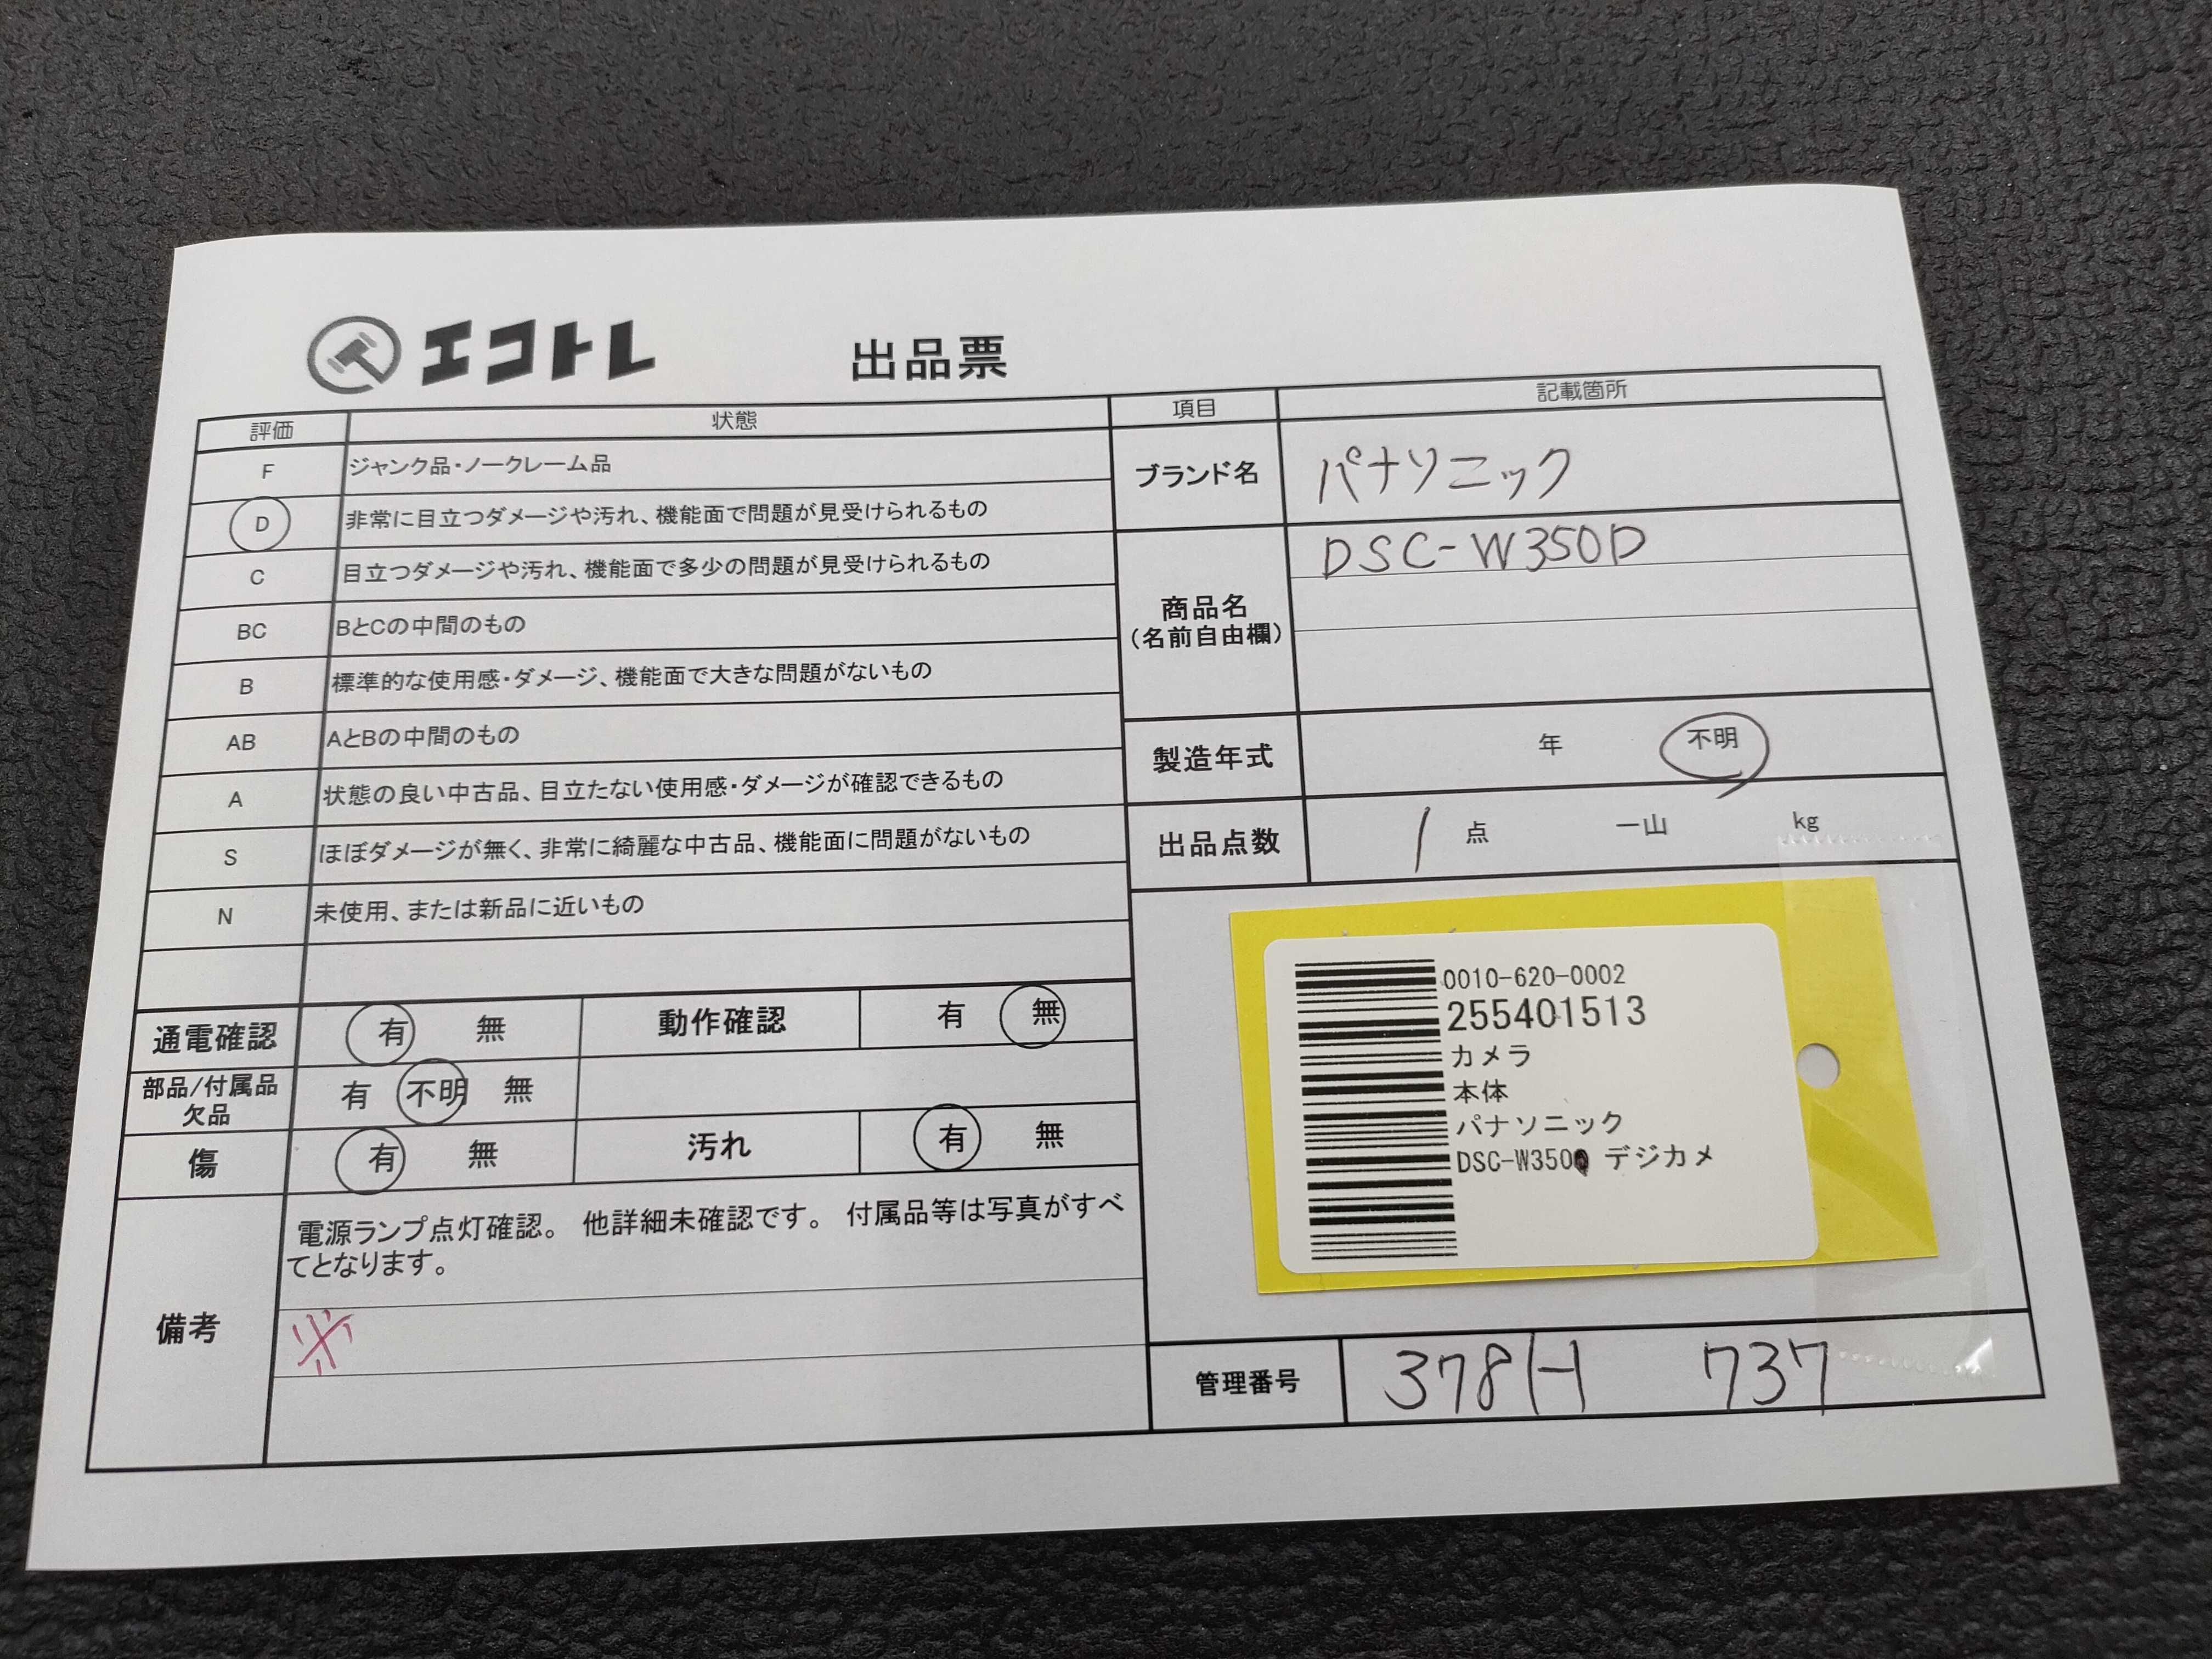 エコトレ 出品票
評価 状態
F ジャンク品・ノークレーム品
D 非常に目立つダメージや汚れ、機能面で問題が見受けられるもの
C 目立つダメージや汚れ、機能面で多少の問題が見受けられるもの
BC BとCの中間のもの
B 標準的な使用感・ダメージ、機能面で大きな問題がないもの
AB AとBの中間のもの
A 状態の良い中古品、目立たない使用感・ダメージが確認できるもの
S ほぼダメージが無く、非常に綺麗な中古品、機能面に問題がないもの
N 未使用、または新品に近いもの
通電確認 有 無 動作確認 有 無
部品/付属品
欠品 有 不明 無
傷 有 無 汚れ 有 無
備考
電源ランプ点灯確認。 他詳細未確認です。 付属品等は写真がすべ
てとなります。
※
項目 記載箇所
ブランド名 パナソニック
商品名
(名前自由欄)
DSC-W350D
製造年式 年 不明
出品点数 1 点 一山 kg
0010-620-0002
255401513
カメラ
本体
パナソニック
DSC-W350 デジカメ
管理番号 378H 737